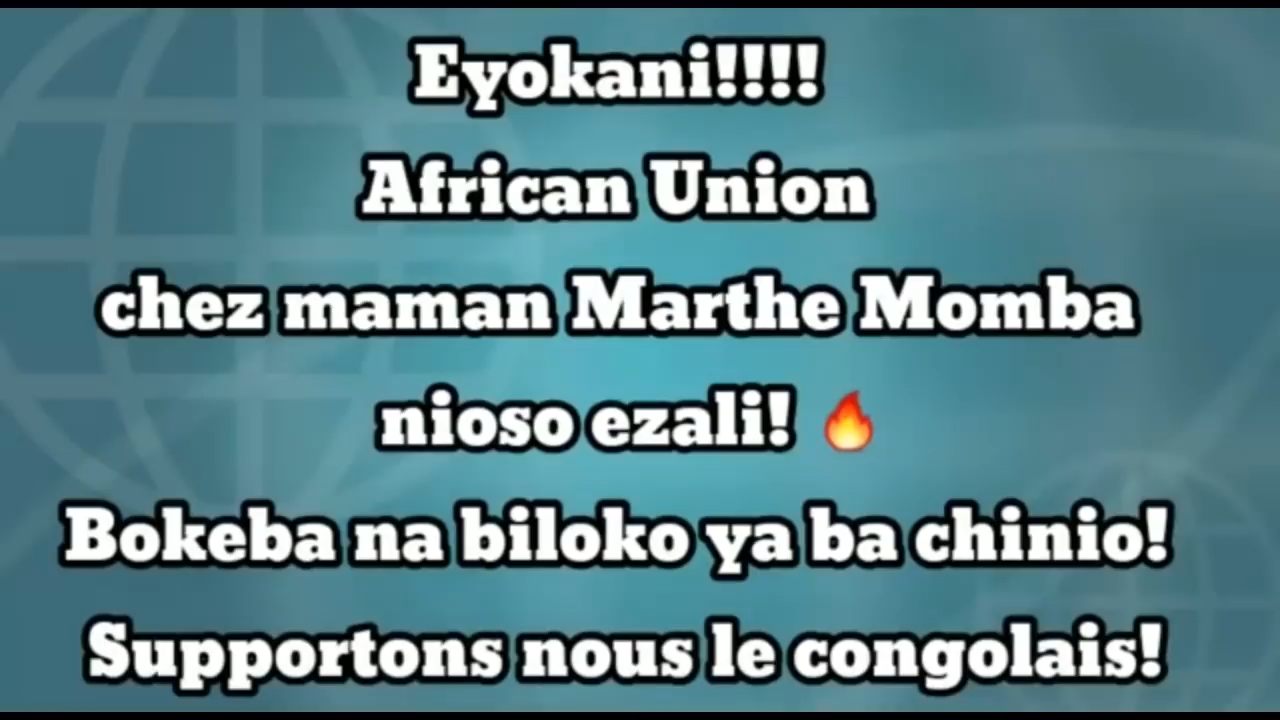 Eyokani!!!!
African Union
chez maman Marthe Momba
nioso ezali! 🔥
Bokeba na biloko ya ba chinio!
Supportons nous le congolais!